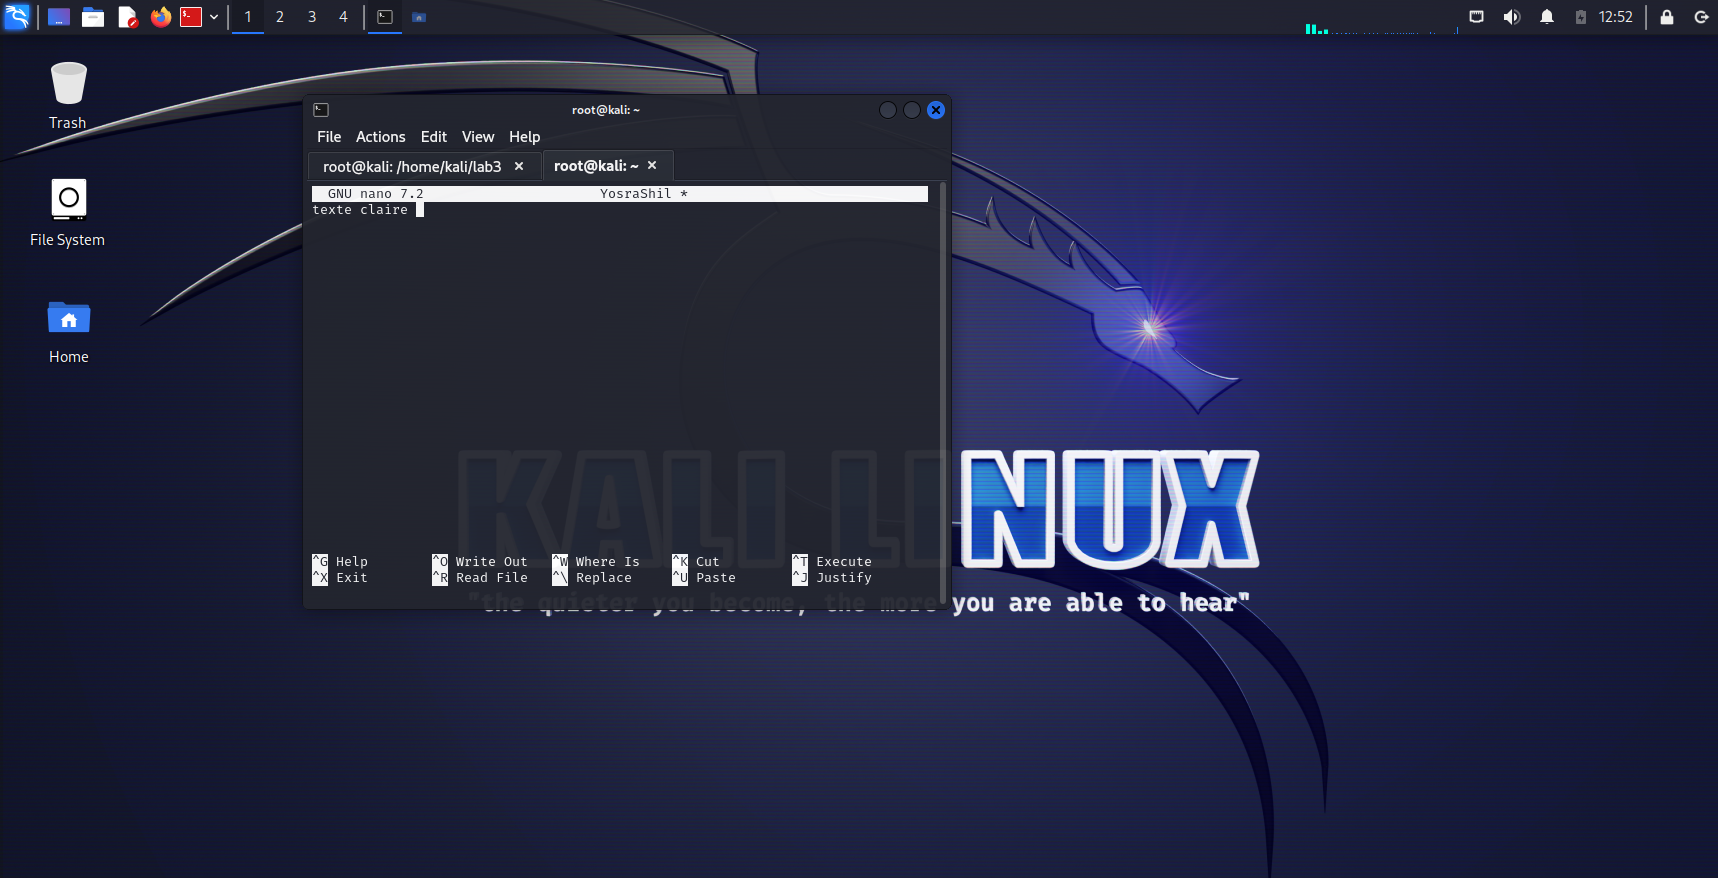 1 2 3 4 12:52
Trash
File System
Home
root@kali: ~
File Actions Edit View Help
root@kali: /home/kali/lab3 × root@kali: ~ ×
GNU nano 7.2 YosraShil *
texte claire
^G Help ^O Write Out ^W Where Is ^K Cut ^T Execute
^X Exit ^R Read File ^\ Replace ^U Paste ^J Justify
KALI LINUX
"the quieter you become, the more you are able to hear"